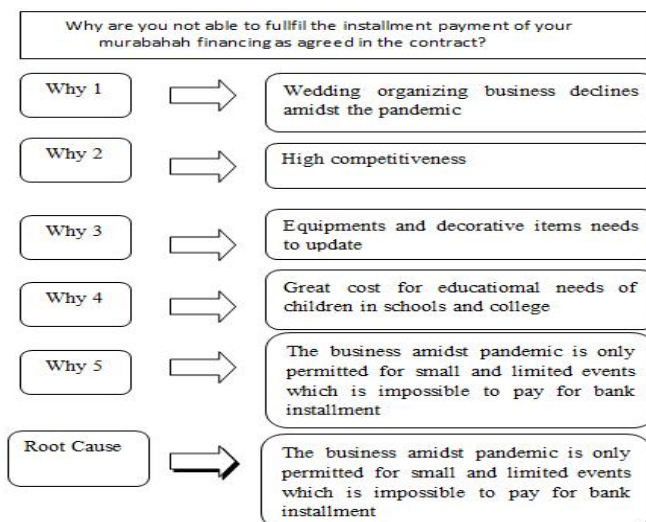 Why are you not able to fullfil the installment payment of your
murabahah financing as agreed in the contract?
Why 1
Wedding organizing business declines
amidst the pandemic
Why 2
High competitiveness
Why 3
Equipments and decorative items needs
to update
Why 4
Great cost for educatiomal needs of
children in schools and college
Why 5
The business amidst pandemic is only
permitted for small and limited events
which is impossible to pay for bank
installment
Root Cause
The business amidst pandemic is only
permitted for small and limited events
which is impossible to pay for bank
installment